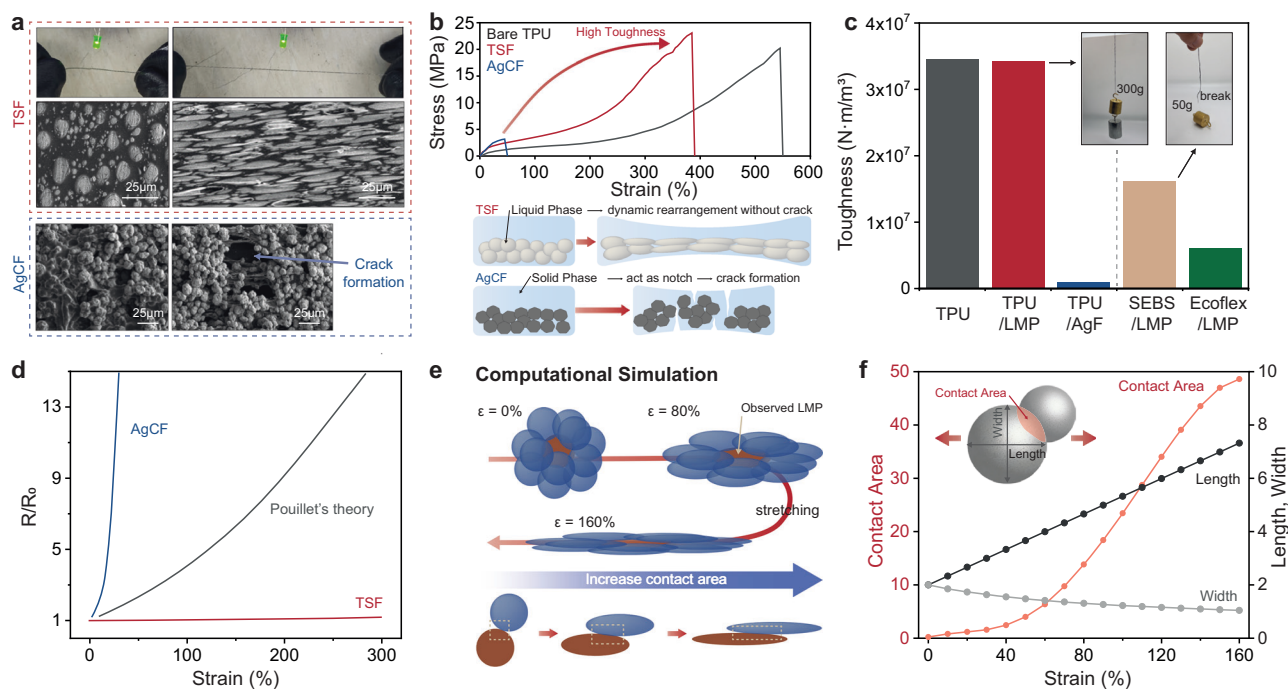 a
TSF
25μm
25μm
AgCF
25μm
25μm
Crack
formation
b
Stress (MPa)
25
20
15
10
5
0
Bare TPU
TSF
AgCF
High Toughness
0 100 200 300 400 500 600
Strain (%)
TSF Liquid Phase dynamic rearrangement without crack
AgCF Solid Phase act as notch crack formation
c
Toughness (N·m/m³)
4x10⁷
3x10⁷
2x10⁷
1x10⁷
0
300g
50g
break
TPU
TPU
/LMP
TPU
/AgF
SEBS
/LMP
Ecoflex
/LMP
d
R/R₀
13
9
5
1
AgCF
Pouillet's theory
TSF
0 100 200 300
Strain (%)
e Computational Simulation
ε = 0%
ε = 80%
Observed LMP
ε = 160%
stretching
Increase contact area
f
Contact Area
50
40
30
20
10
0
Contact Area
Contact Area
Width
Length
Length
Width
10
8
6
4
2
0
Length, Width
0 40 80 120 160
Strain (%)